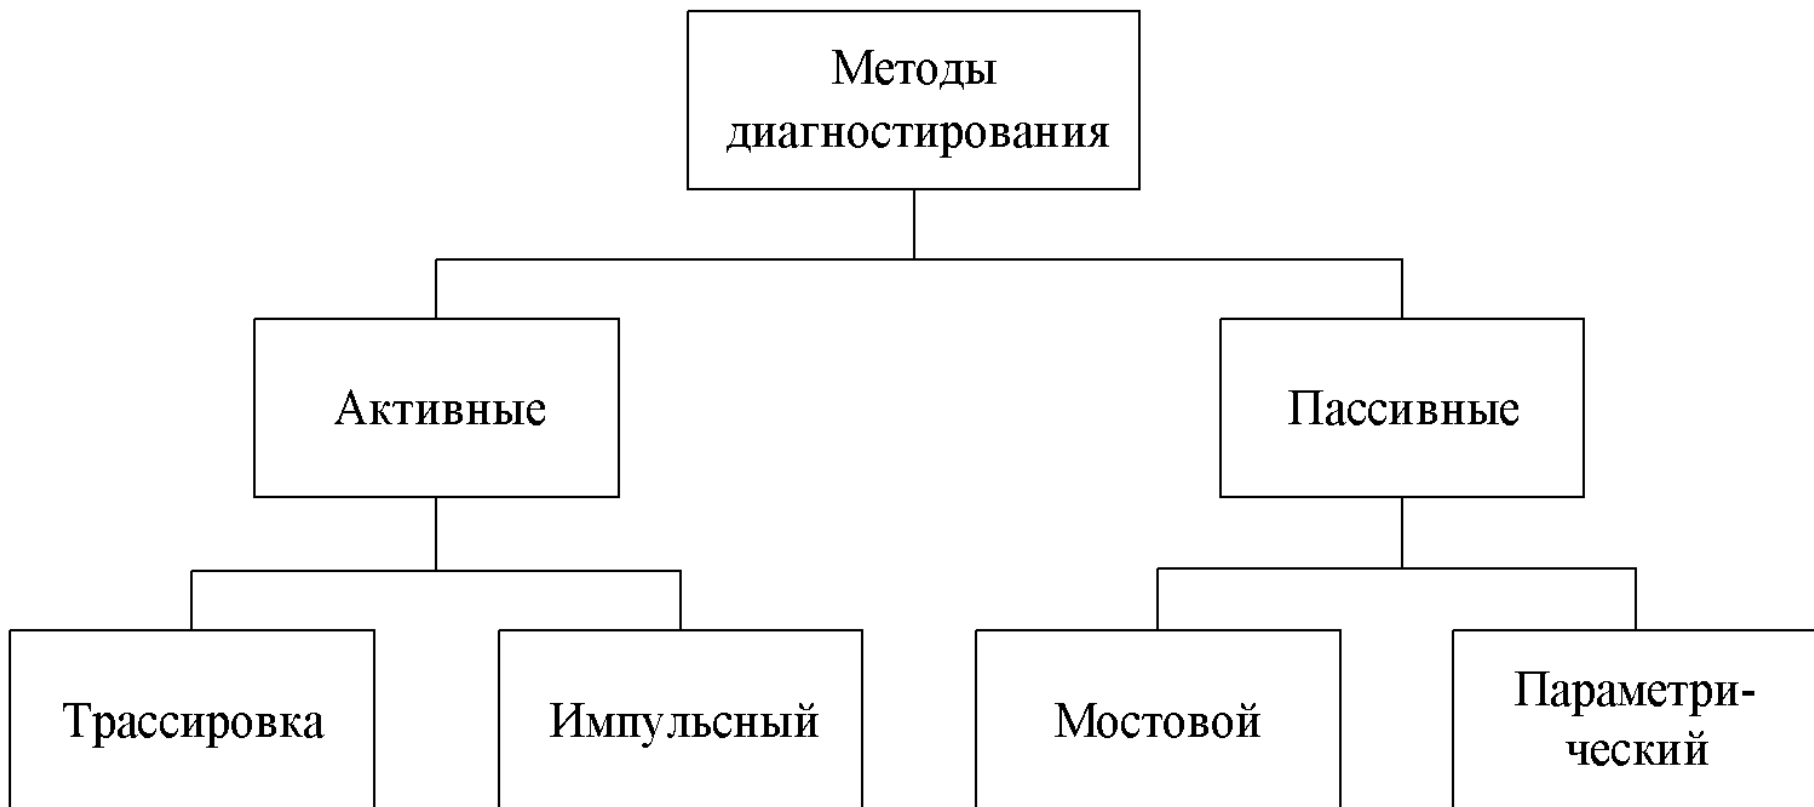 Методы
диагностирования
Активные
Пассивные
Трассировка
Импульсный
Мостовой
Параметри-
ческий